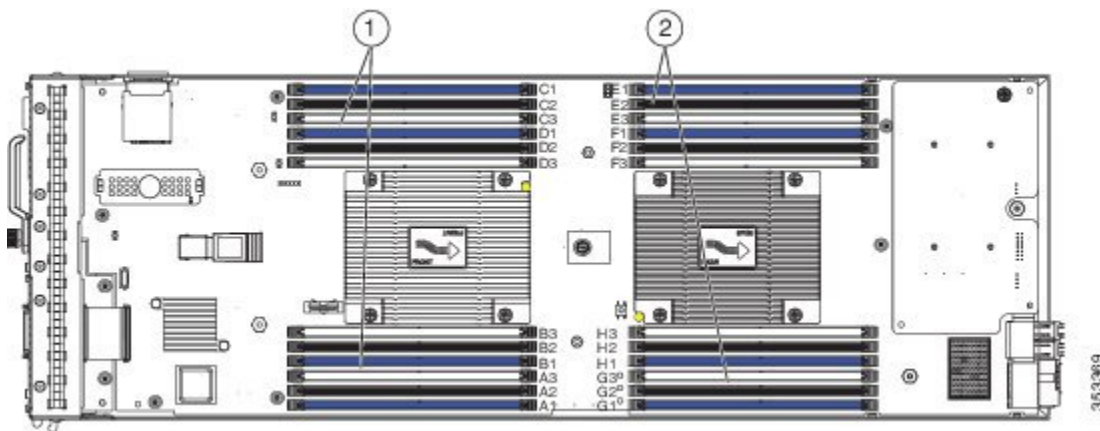 1 2
C1 E1
C2 E2
C3 E3
D1 F1
D2 F2
D3 F3
FRONT
B3 H3
B2 H2
B1 H1
A3 G3
A2 G2
A1 G1
353369